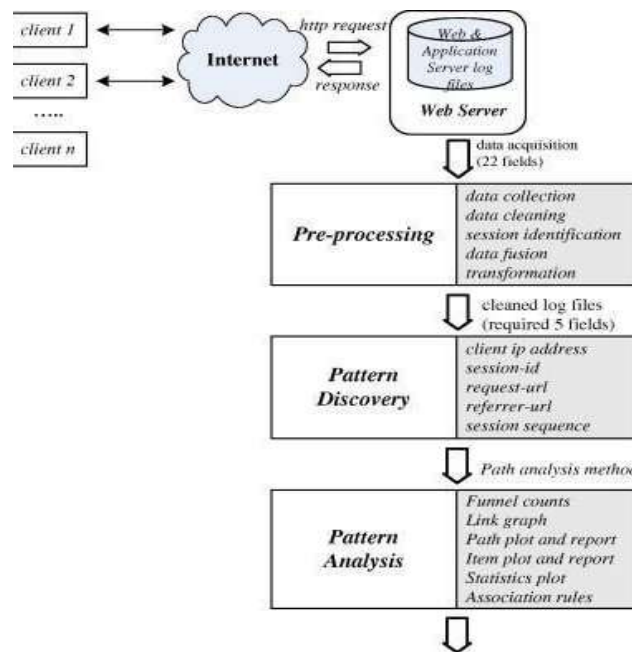 client 1
client 2
.....
client n
Internet
http request
response
Web &
Application
Server log
files
Web Server
data acquisition
(22 fields)
Pre-processing
data collection
data cleaning
session identification
data fusion
transformation
cleaned log files
(required 5 fields)
Pattern
Discovery
client ip address
session-id
request-url
referrer-url
session sequence
Path analysis method
Pattern
Analysis
Funnel counts
Link graph
Path plot and report
Item plot and report
Statistics plot
Association rules